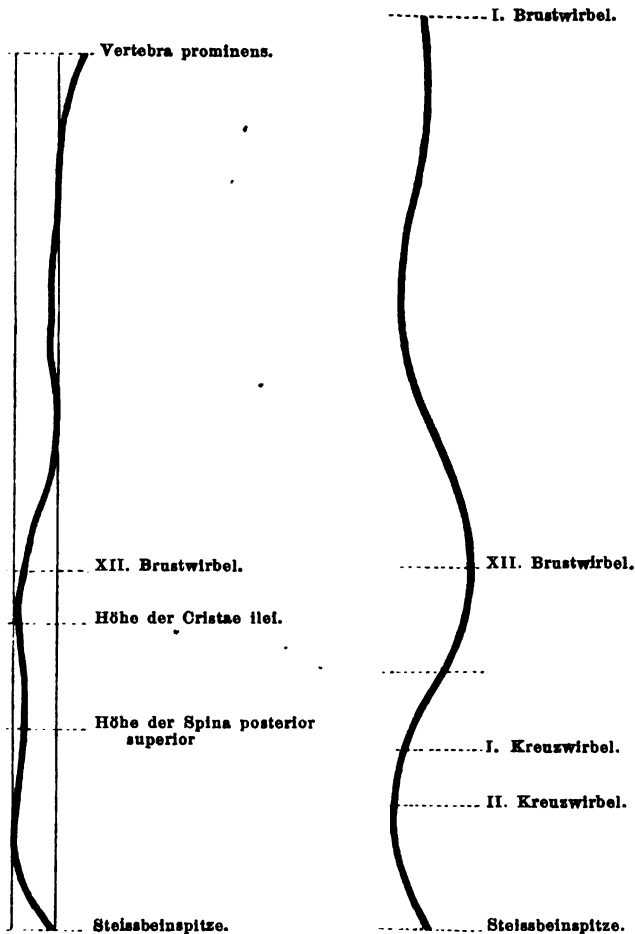 Vertebra prominens.
XII. Brustwirbel.
Höhe der Cristae ilei.
Höhe der Spina posterior
superior
Steissbeinspitze.
I. Brustwirbel.
XII. Brustwirbel.
I. Kreuzwirbel.
II. Kreuzwirbel.
Steissbeinspitze.